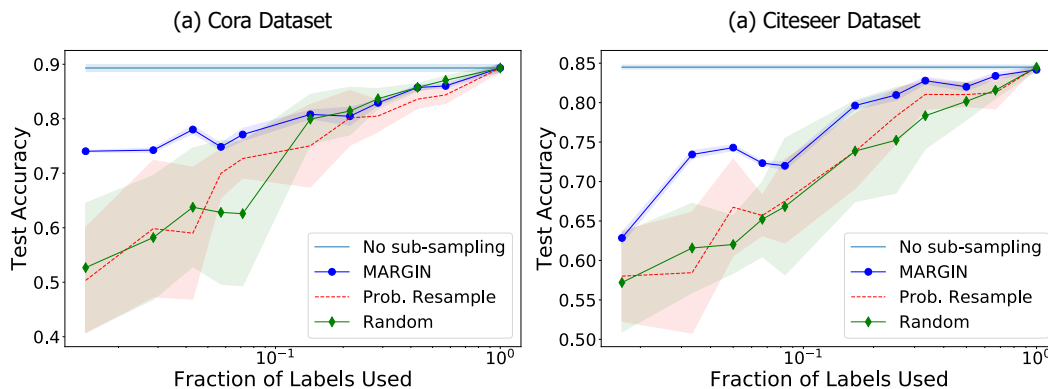 (a) Cora Dataset
0.9
0.8
0.7
0.6
0.5
0.4
Test Accuracy
No sub-sampling
MARGIN
Prob. Resample
Random
10⁻¹
10⁰
Fraction of Labels Used
(a) Citeseer Dataset
0.85
0.80
0.75
0.70
0.65
0.60
0.55
0.50
Test Accuracy
No sub-sampling
MARGIN
Prob. Resample
Random
10⁻¹
10⁰
Fraction of Labels Used